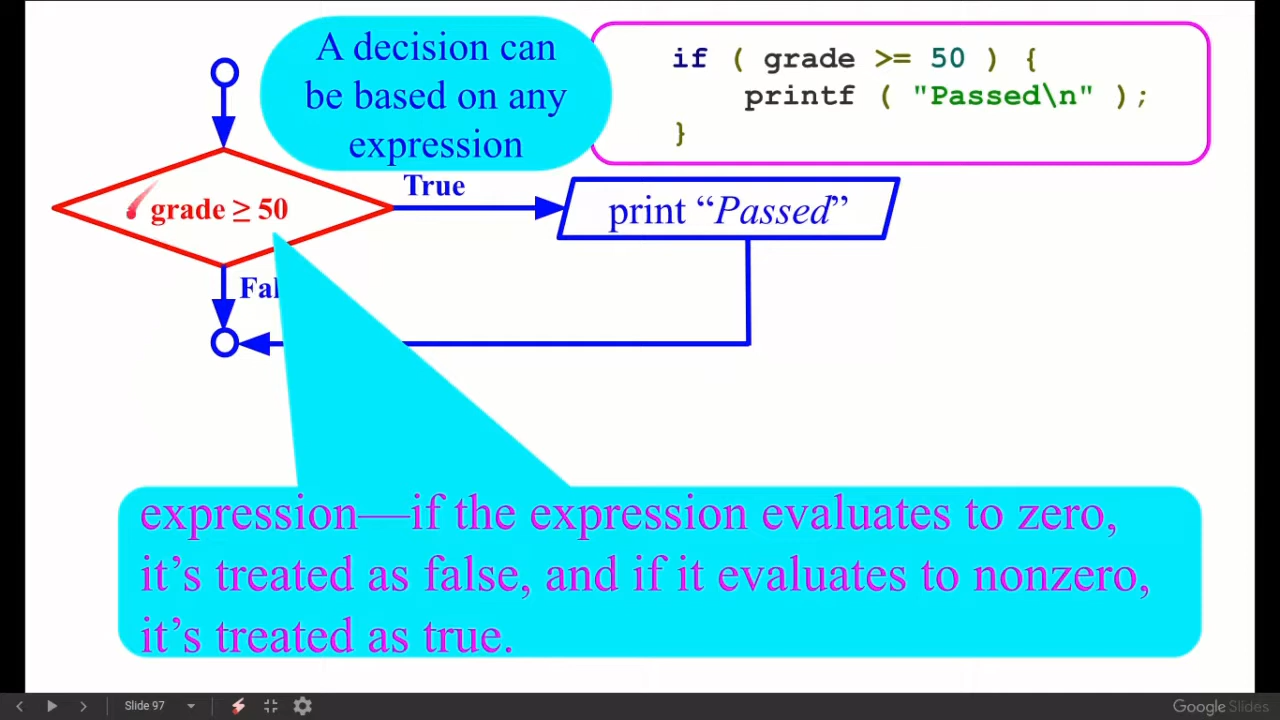 A decision can
be based on any
expression
if ( grade >= 50 ) {
printf ( "Passed\n" );
}
True
grade ≥ 50
print “Passed”
Fal
expression—if the expression evaluates to zero,
it’s treated as false, and if it evaluates to nonzero,
it’s treated as true.
Slide 97
Google Slides